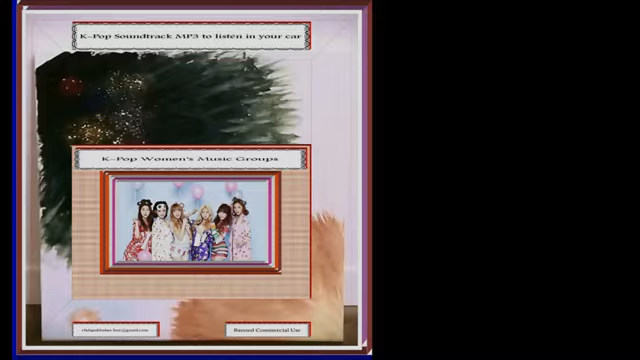 K-Pop Soundtrack MP3 to listen in your car
K-Pop Women's Music Groups
Banned Commercial Use